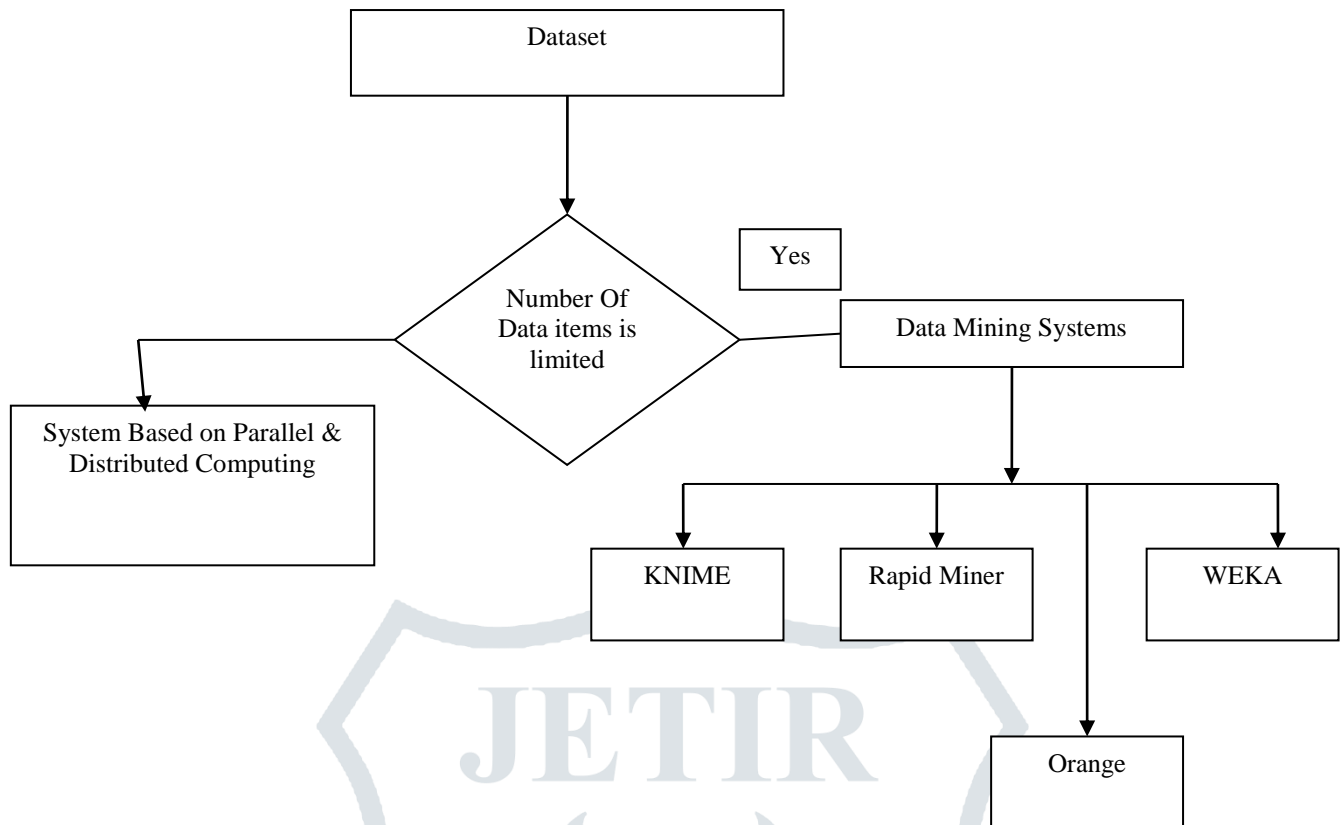 Dataset
Yes
Number Of
Data items is
limited
Data Mining Systems
System Based on Parallel &
Distributed Computing
KNIME
Rapid Miner
WEKA
JETIR
Orange